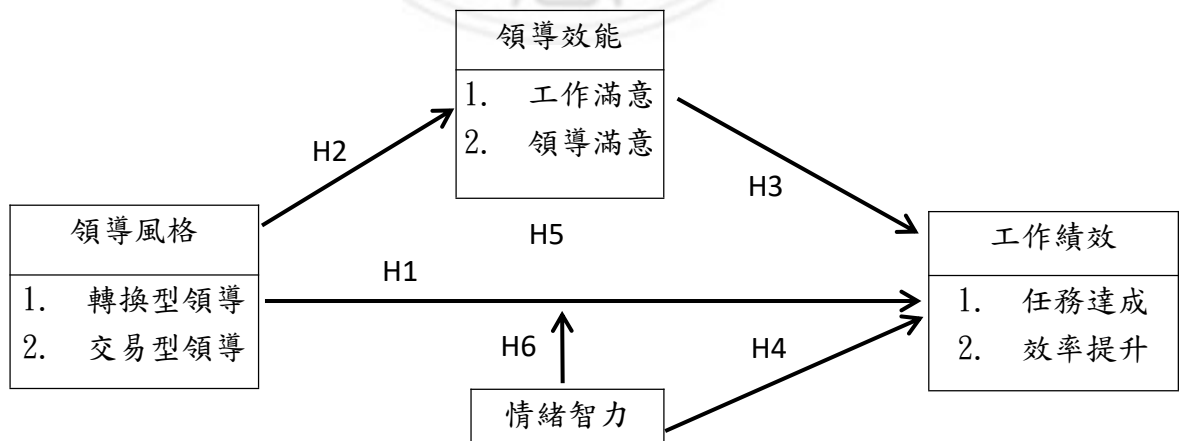 領導效能
1. 工作滿意
2. 領導滿意
H2
H3
領導風格
1. 轉換型領導
2. 交易型領導
H5
H1
工作績效
1. 任務達成
2. 效率提升
H6
H4
情緒智力